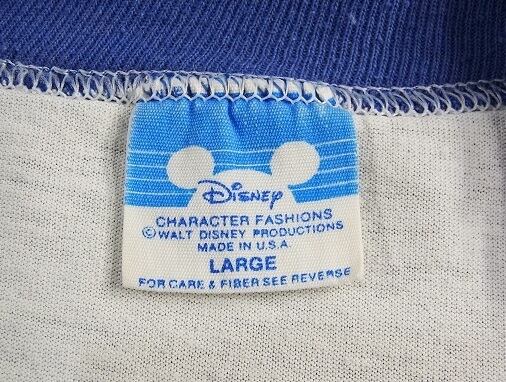 Disney
CHARACTER FASHIONS
©WALT DISNEY PRODUCTIONS
MADE IN U.S.A.
LARGE
FOR CARE & FIBER SEE REVERSE